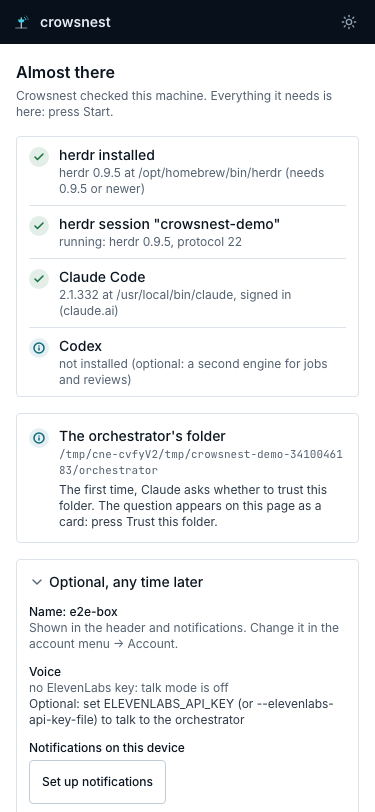 crowsnest
Almost there
Crowsnest checked this machine. Everything it needs is
here: press Start.
herdr installed
herdr 0.9.5 at /opt/homebrew/bin/herdr (needs
0.9.5 or newer)
herdr session "crowsnest-demo"
running: herdr 0.9.5, protocol 22
Claude Code
2.1.332 at /usr/local/bin/claude, signed in
(claude.ai)
Codex
not installed (optional: a second engine for jobs
and reviews)
The orchestrator's folder
/tmp/cne-cvfyV2/tmp/crowsnest-demo-34100461
83/orchestrator
The first time, Claude asks whether to trust this
folder. The question appears on this page as a
card: press Trust this folder.
Optional, any time later
Name: e2e-box
Shown in the header and notifications. Change it in the
account menu → Account.
Voice
no ElevenLabs key: talk mode is off
Optional: set ELEVENLABS_API_KEY (or --elevenlabs-
api-key-file) to talk to the orchestrator
Notifications on this device
Set up notifications